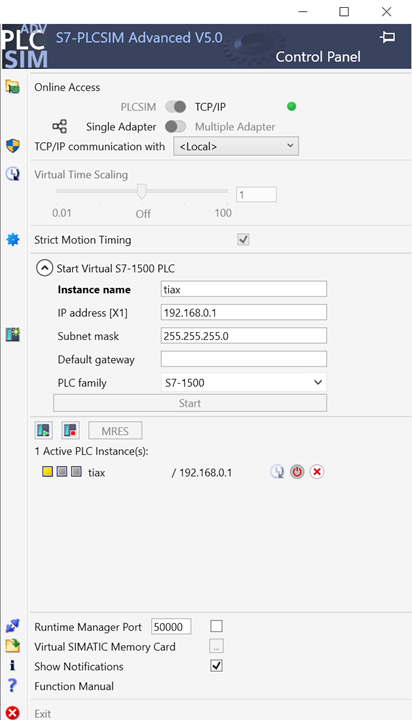 ADV
PLC
SIM
S7-PLCSIM Advanced V5.0
Control Panel
Online Access
PLCSIM TCP/IP
Single Adapter Multiple Adapter
TCP/IP communication with <Local>
Virtual Time Scaling
1
0.01 Off 100
Strict Motion Timing
Start Virtual S7-1500 PLC
Instance name tiax
IP address [X1] 192.168.0.1
Subnet mask 255.255.255.0
Default gateway
PLC family S7-1500
Start
MRES
1 Active PLC Instance(s):
tiax / 192.168.0.1
Runtime Manager Port 50000
Virtual SIMATIC Memory Card ...
Show Notifications
Function Manual
Exit